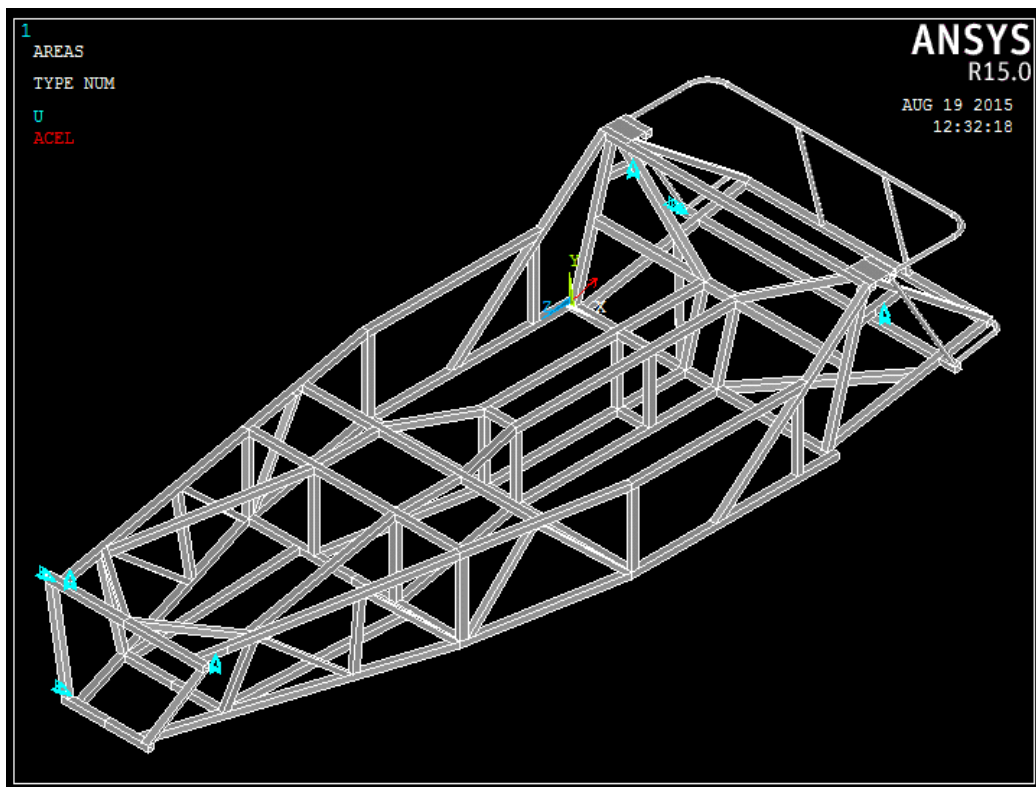 1
AREAS
TYPE NUM
U
ACEL
ANSYS
R15.0
AUG 19 2015
12:32:18
Y
Z
X